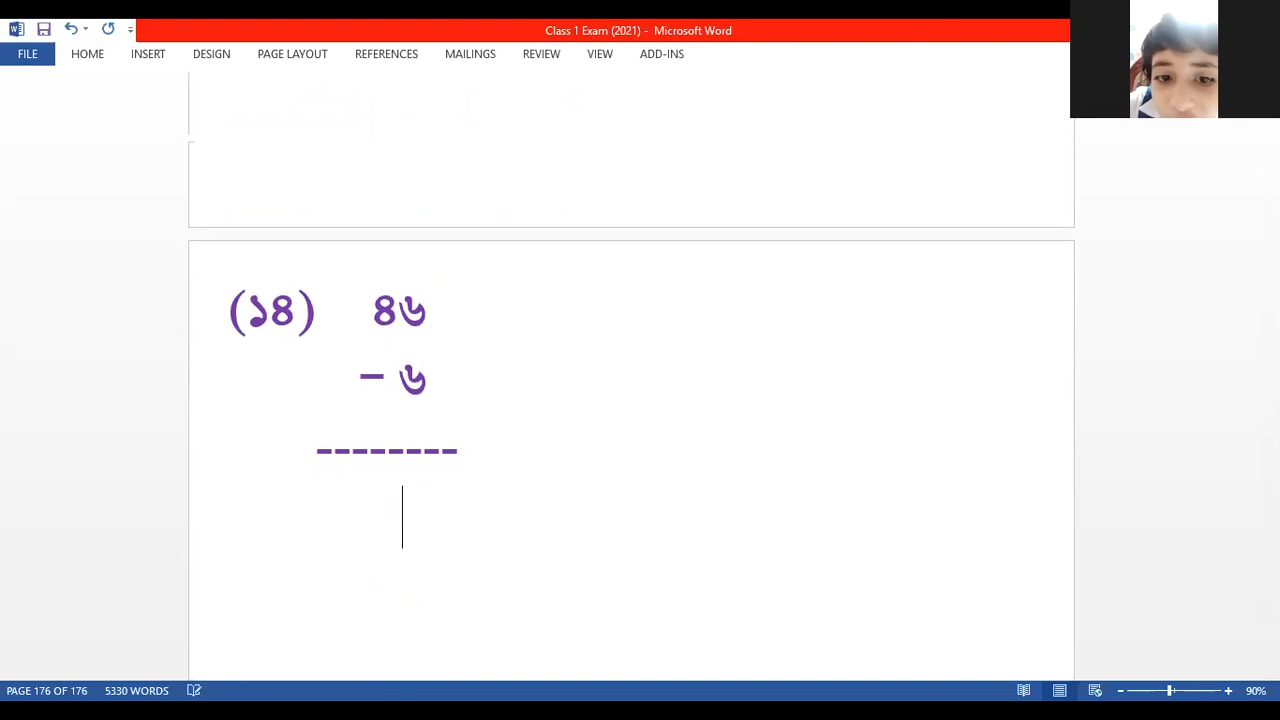 Class 1 Exam (2021) - Microsoft Word
FILE HOME INSERT DESIGN PAGE LAYOUT REFERENCES MAILINGS REVIEW VIEW ADD-INS
(১৪) ৪৬
– ৬
--------
PAGE 176 OF 176 5330 WORDS 90%